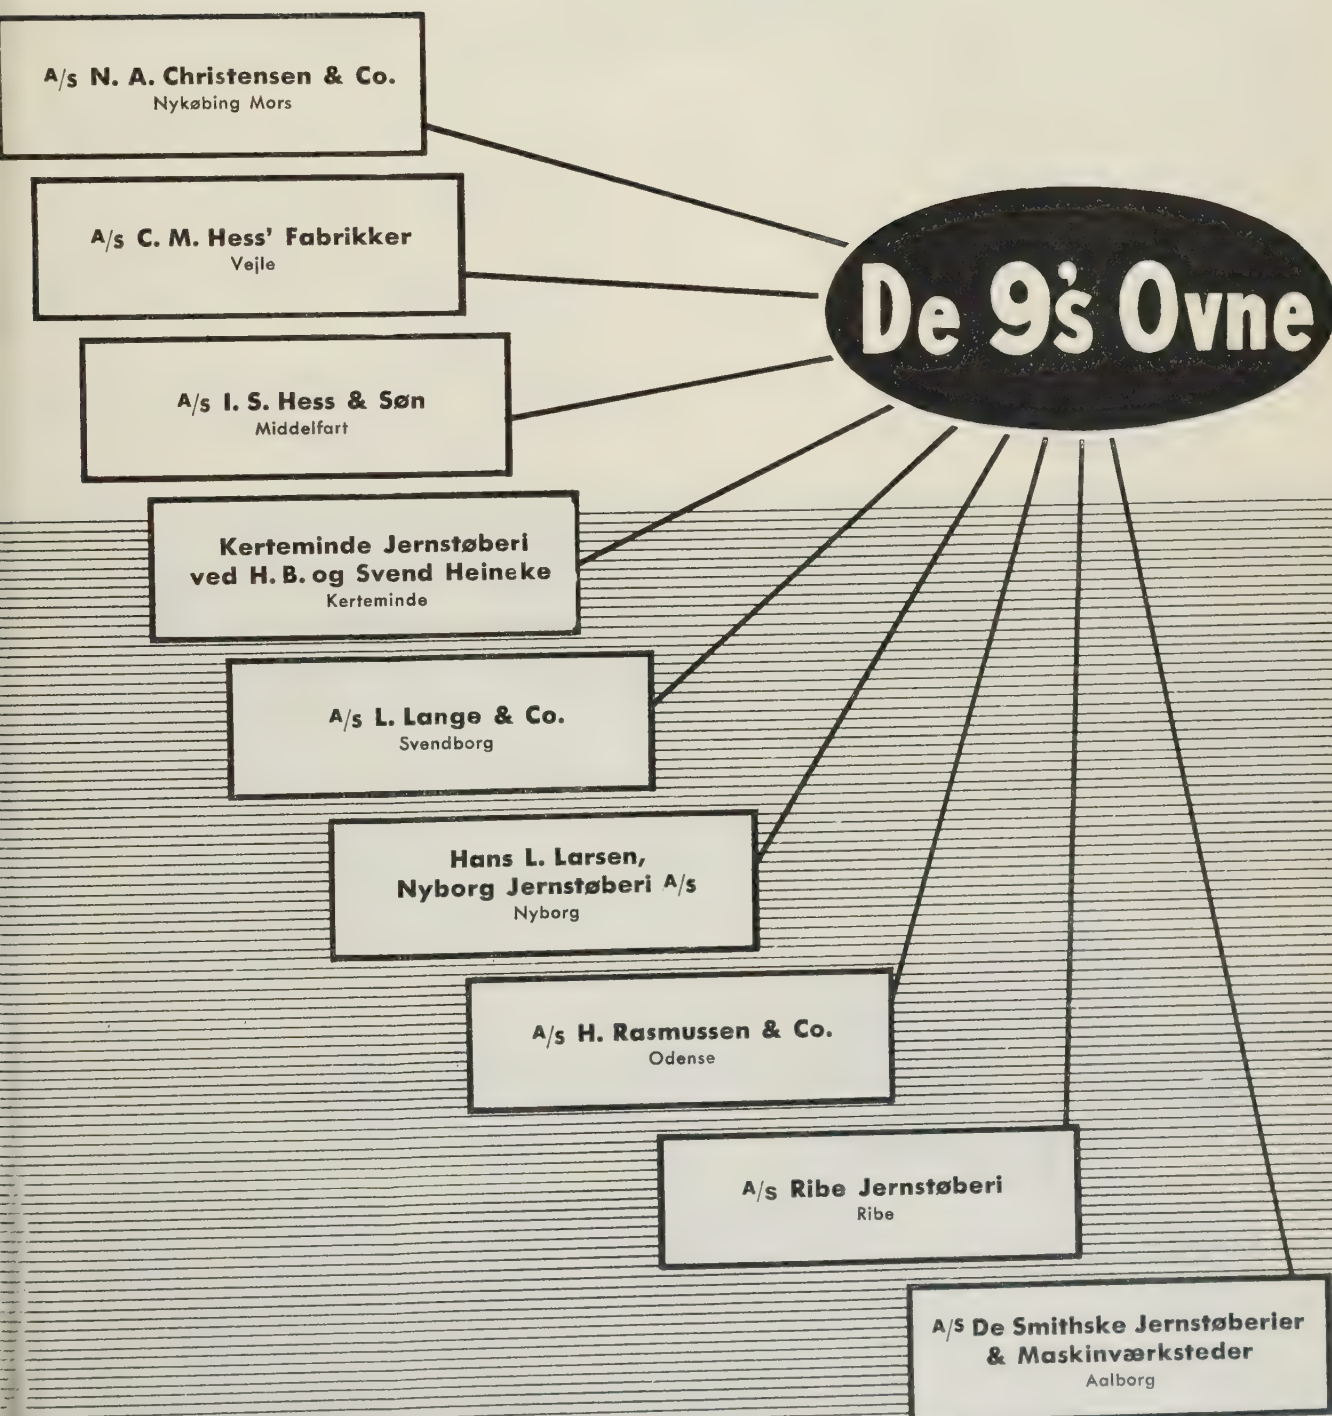 A/s N. A. Christensen & Co.
Nykøbing Mors
A/s C. M. Hess' Fabrikker
Vejle
De 9's Ovne
A/s I. S. Hess & Søn
Middelfart
Kerteminde Jernstøberi
ved H. B. og Svend Heineke
Kerteminde
A/s L. Lange & Co.
Svendborg
Hans L. Larsen,
Nyborg Jernstøberi A/s
Nyborg
A/s H. Rasmussen & Co.
Odense
A/s Ribe Jernstøberi
Ribe
A/S De Smithske Jernstøberier
& Maskinværksteder
Aalborg